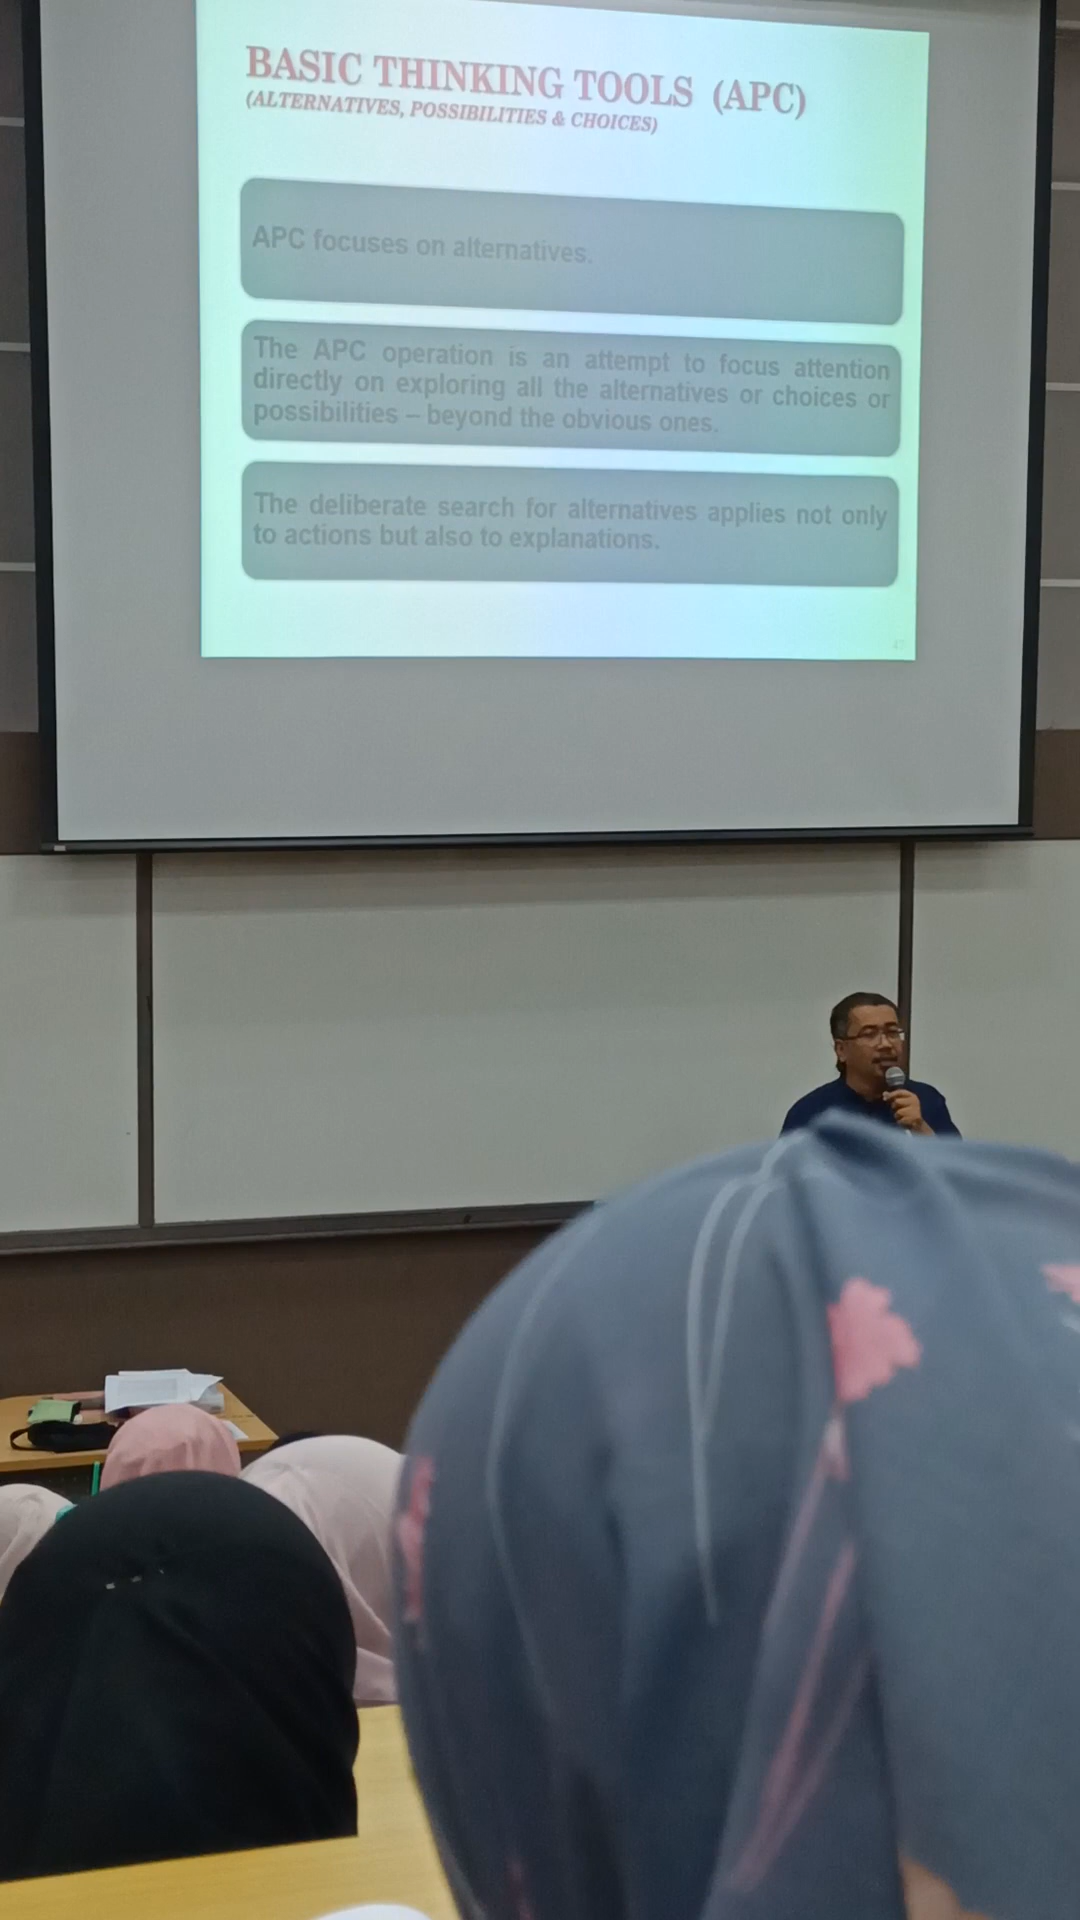 BASIC THINKING TOOLS (APC)
(ALTERNATIVES, POSSIBILITIES & CHOICES)
APC focuses on alternatives.
The APC operation is an attempt to focus attention
directly on exploring all the alternatives or choices or
possibilities – beyond the obvious ones.
The deliberate search for alternatives applies not only
to actions but also to explanations.